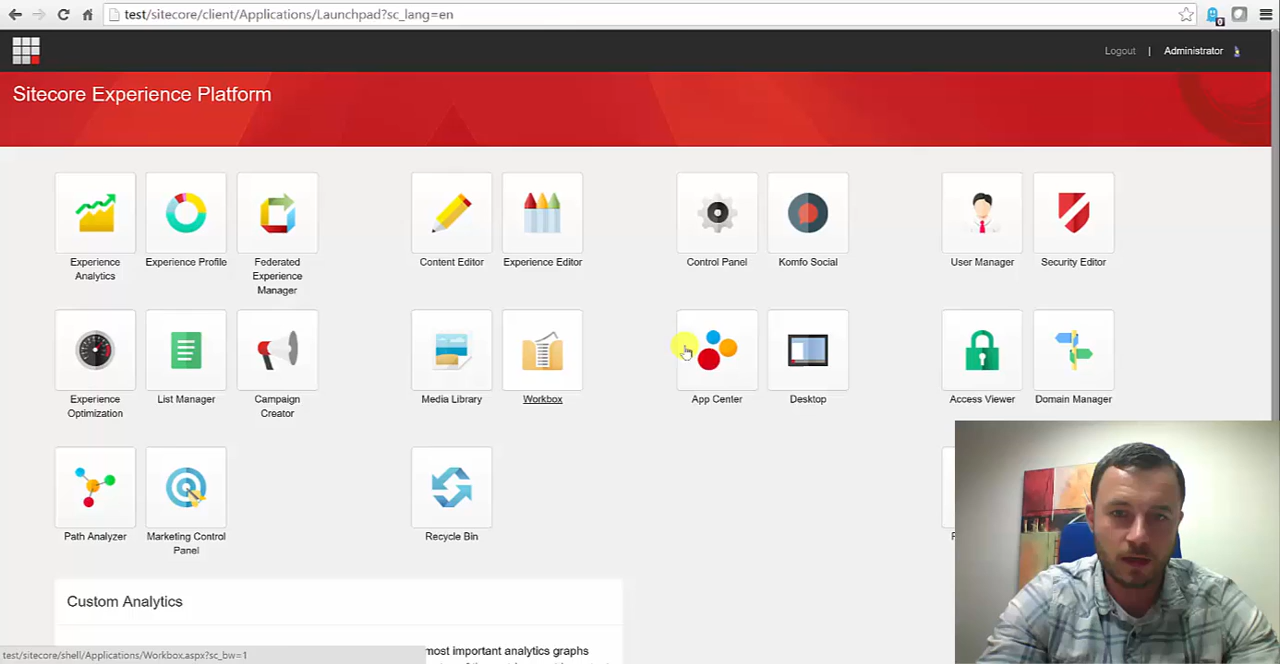 test/sitecore/client/Applications/Launchpad?sc_lang=en
0
Logout | Administrator
Sitecore Experience Platform
Experience Analytics
Experience Profile
Federated Experience Manager
Content Editor
Experience Editor
Control Panel
Komfo Social
User Manager
Security Editor
Experience Optimization
List Manager
Campaign Creator
Media Library
Workbox
App Center
Desktop
Access Viewer
Domain Manager
Path Analyzer
Marketing Control Panel
Recycle Bin
Custom Analytics
most important analytics graphs
test/sitecore/shell/Applications/Workbox.aspx?sc_bw=1